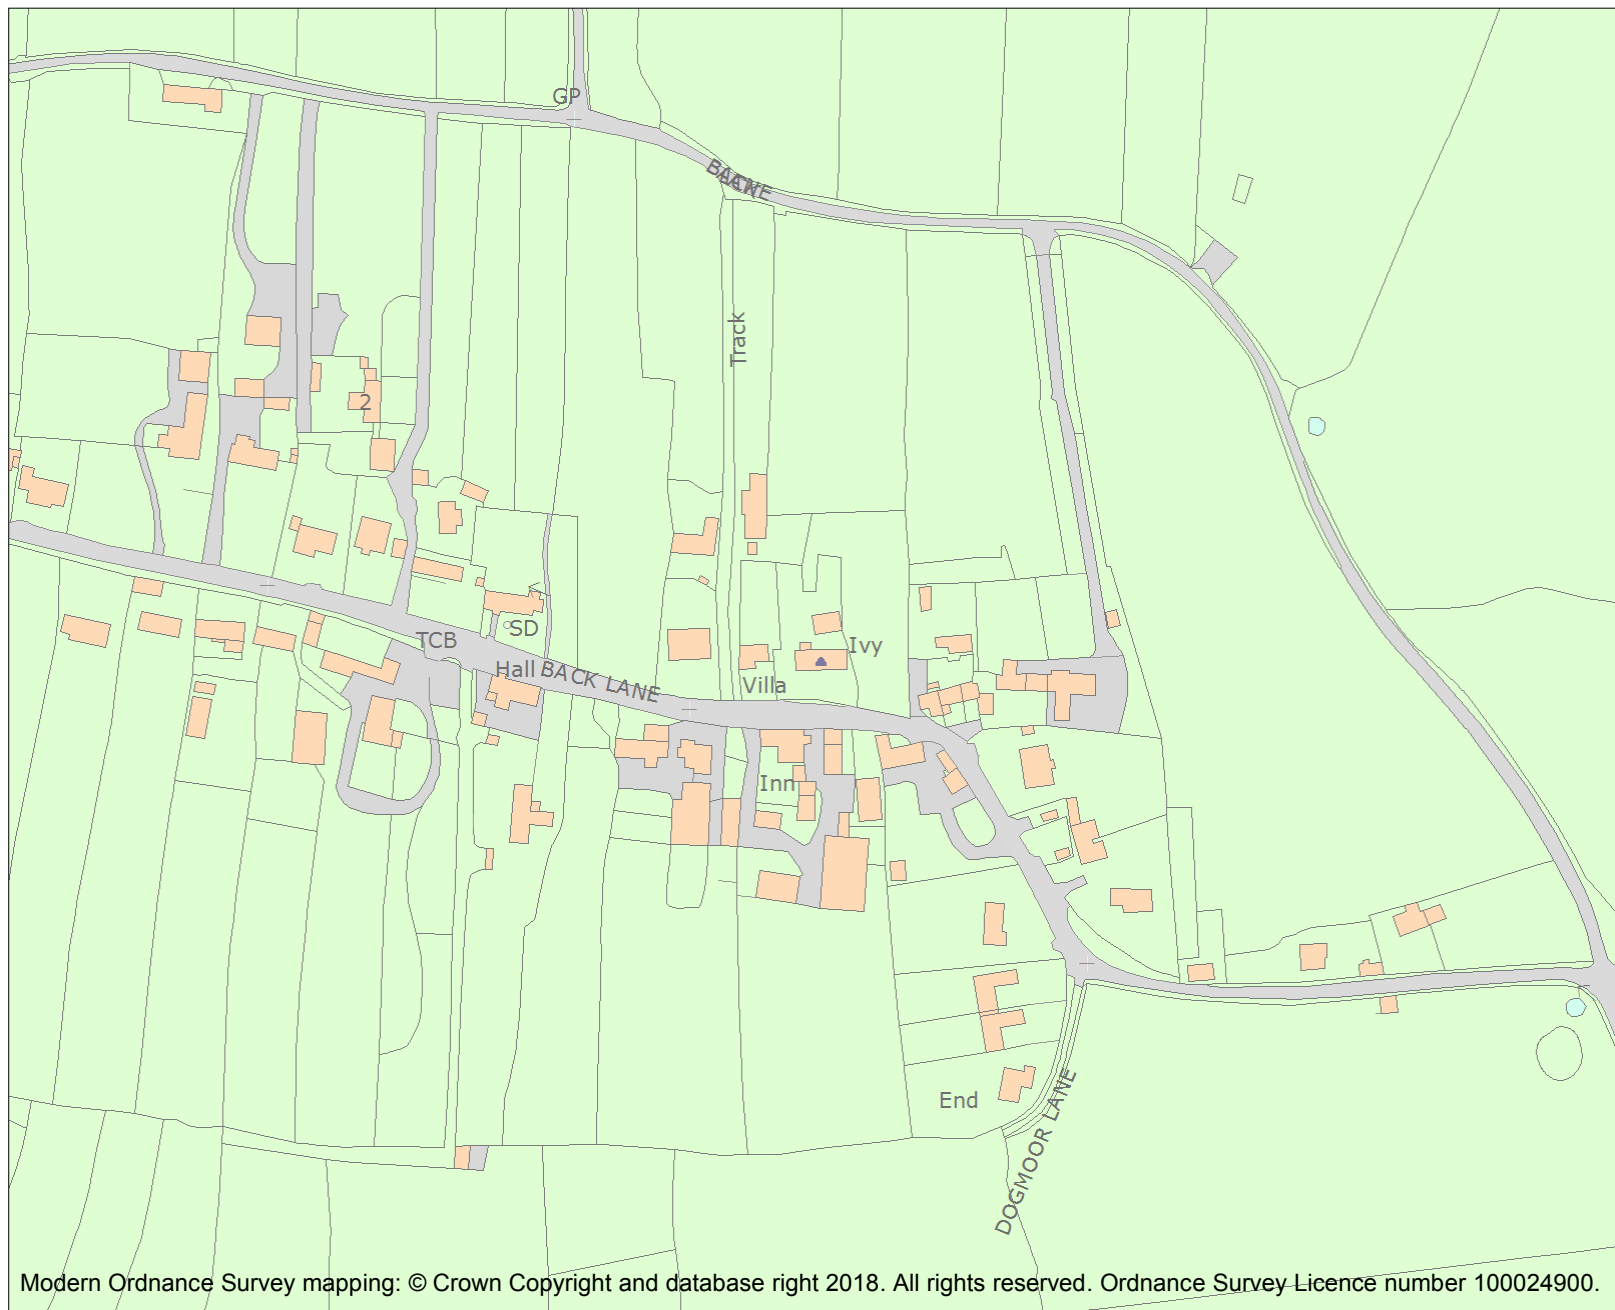 GP
BACK
LANE
Track
2
TCB
SD
Hall
BACK LANE
Ivy
Villa
Inn
End
DOGMOOR LANE
Modern Ordnance Survey mapping: © Crown Copyright and database right 2018. All rights reserved. Ordnance Survey Licence number 100024900.